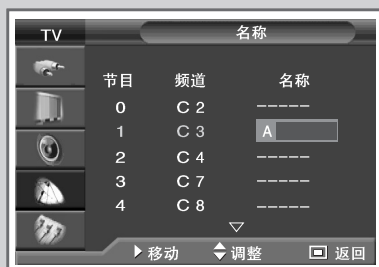 TV 名称
节目 频道 名称
0 C 2 -----
1 C 3 A
2 C 4 -----
3 C 7 -----
4 C 8 -----
移动 调整 返回